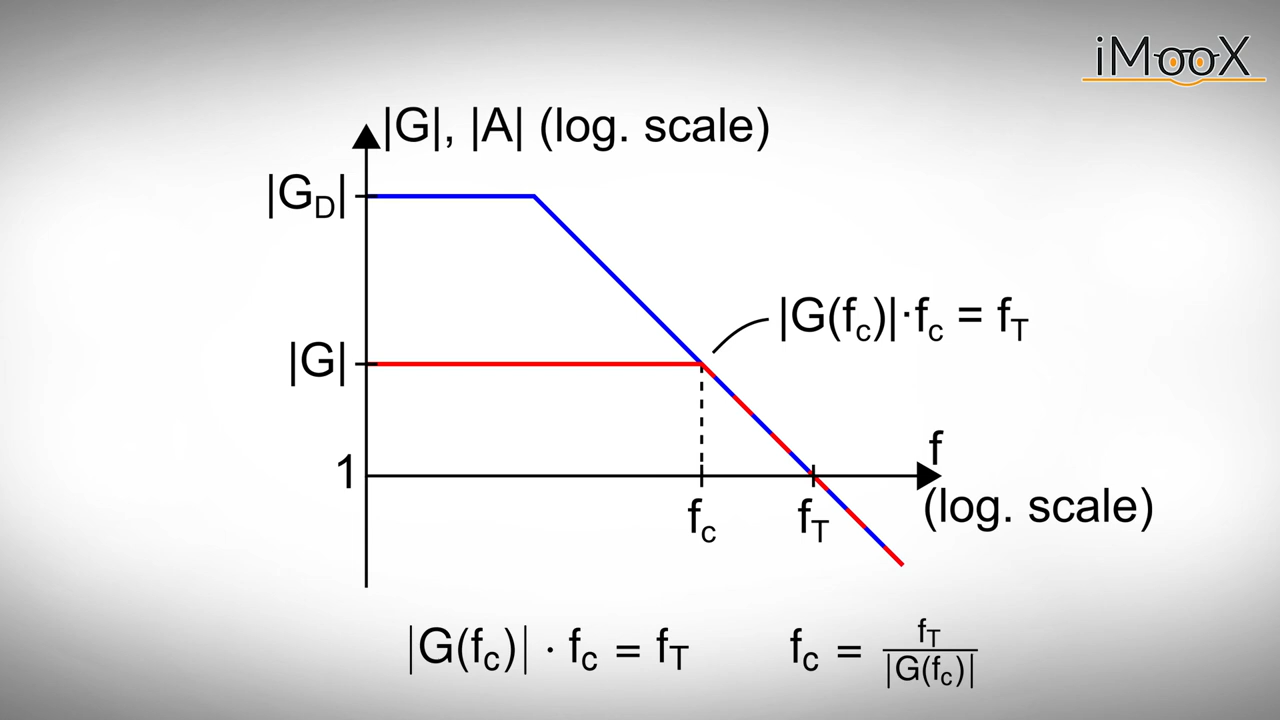 iMooX
|G|, |A| (log. scale)
|G_D|
|G(f_c)|·f_c = f_T
|G|
f
1
(log. scale)
f_c
f_T
|G(f_c)| · f_c = f_T
f_c = f_T / |G(f_c)|